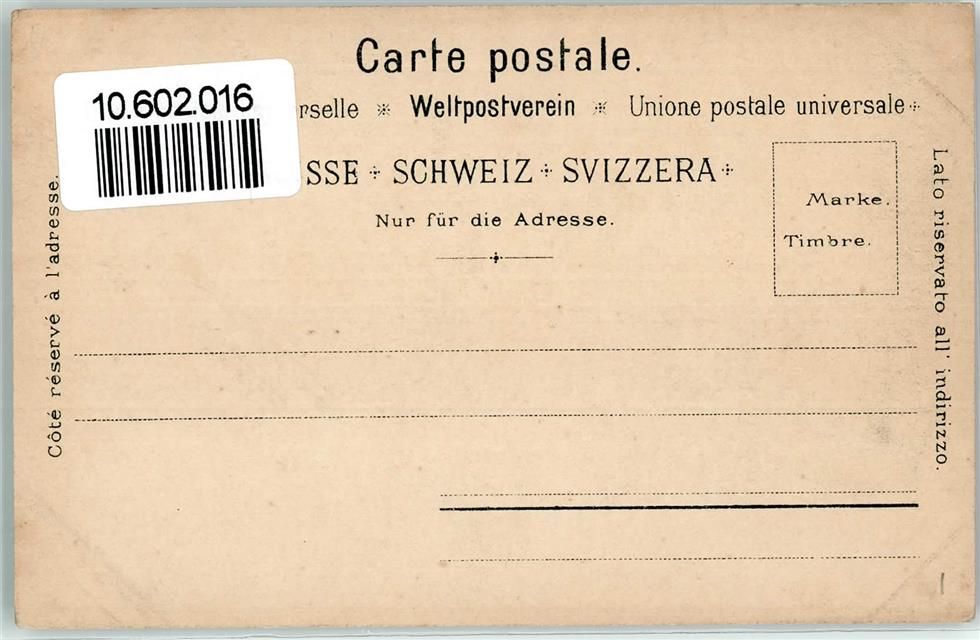 Carte postale.
10.602.016
rselle Weltpostverein Unione postale universale
SSE SCHWEIZ SVIZZERA
Nur für die Adresse.
Marke.
Timbre.
Côté réservé à l'adresse.
Lato riservato all' indirizzo.
1